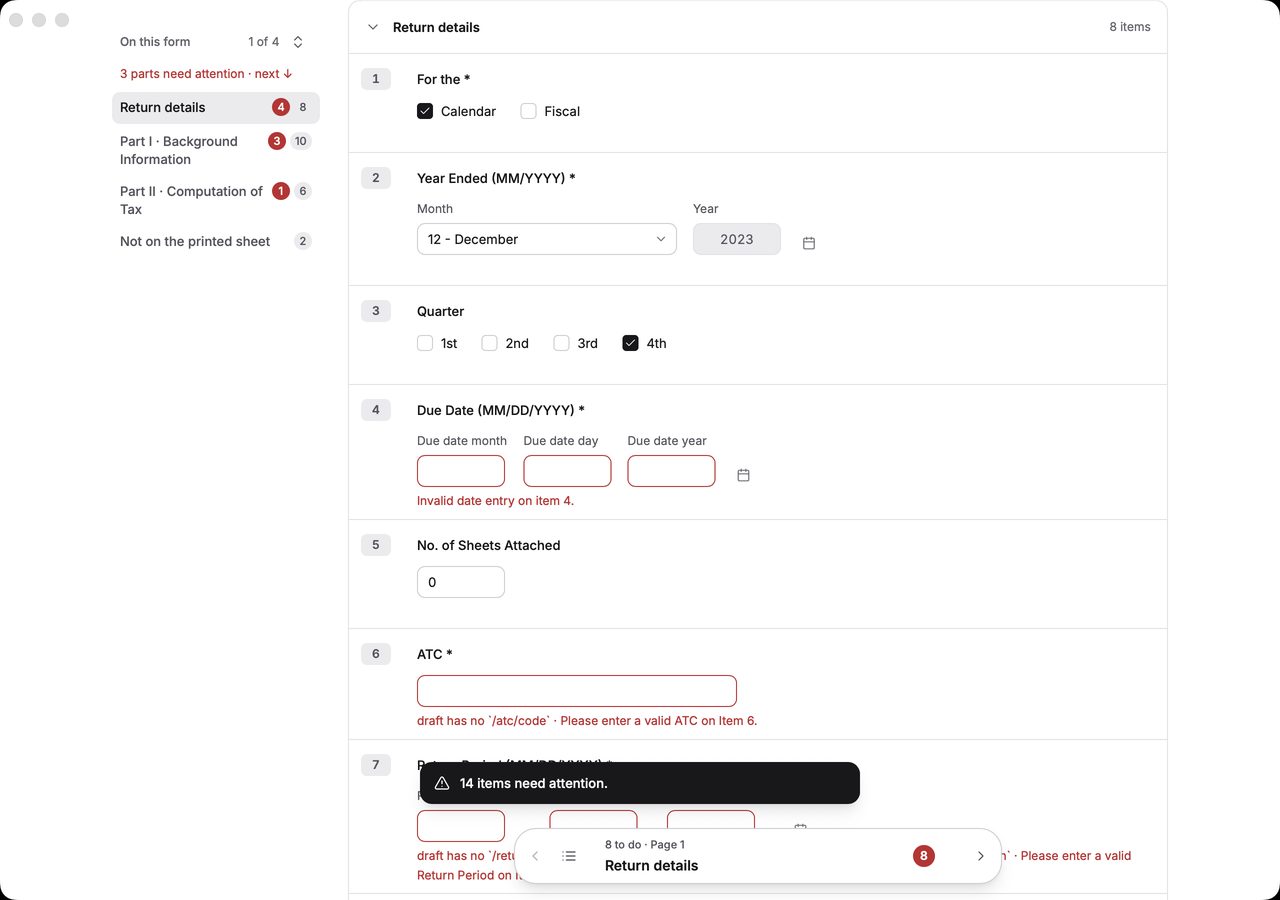 On this form
1 of 4
3 parts need attention · next ↓
Return details 4 8
Part I · Background Information 3 10
Part II · Computation of Tax 1 6
Not on the printed sheet 2
Return details
8 items
1
For the *
Calendar
Fiscal
2
Year Ended (MM/YYYY) *
Month
Year
12 - December
2023
3
Quarter
1st
2nd
3rd
4th
4
Due Date (MM/DD/YYYY) *
Due date month
Due date day
Due date year
Invalid date entry on item 4.
5
No. of Sheets Attached
0
6
ATC *
draft has no `/atc/code` · Please enter a valid ATC on Item 6.
7
14 items need attention.
draft has no
· Please enter a valid
Return Period on
8 to do · Page 1
Return details
8